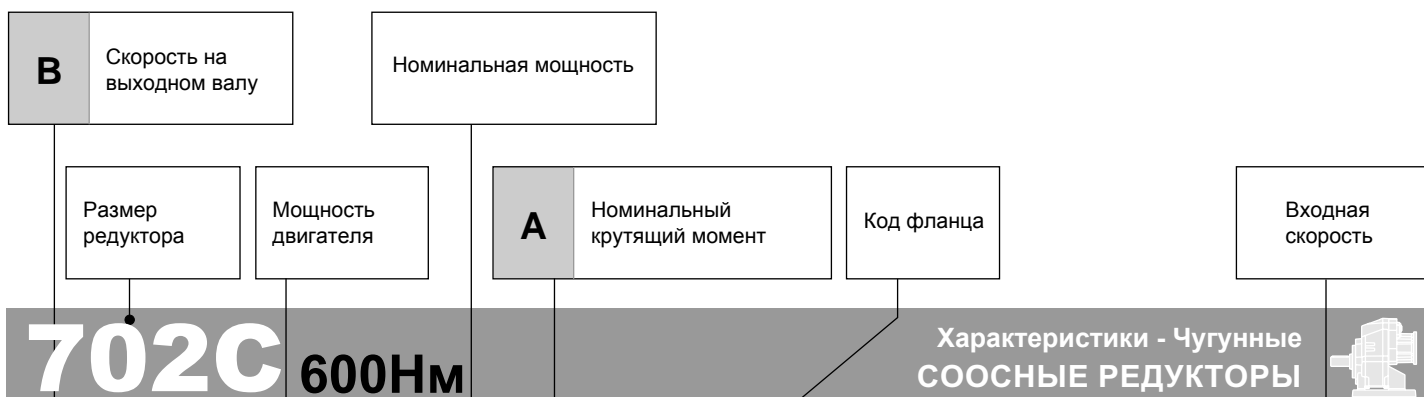 B
Скорость на
выходном валу
Номинальная мощность
Размер
редуктора
Мощность
двигателя
A
Номинальный
крутящий момент
Код фланца
Входная
скорость
702C 600Нм
Характеристики - Чугунные
СООСНЫЕ РЕДУКТОРЫ